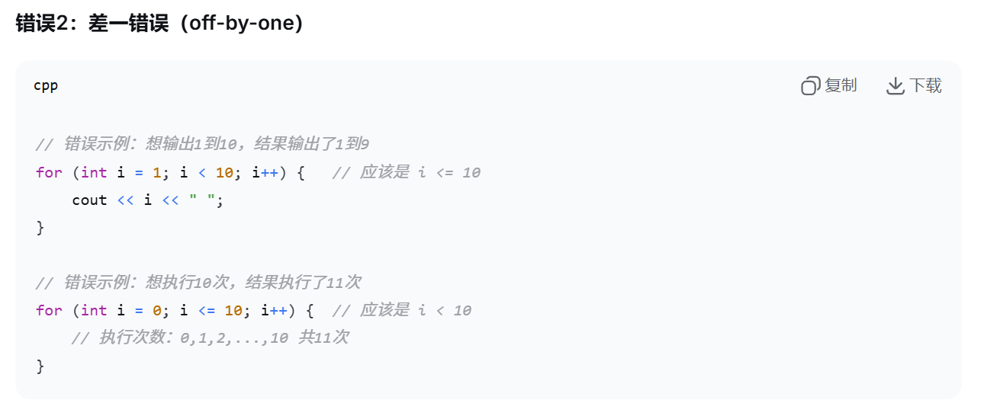 错误2：差一错误（off-by-one）
cpp
复制
下载
// 错误示例：想输出1到10，结果输出了1到9
for (int i = 1; i < 10; i++) {   // 应该是 i <= 10
    cout << i << " ";
}
// 错误示例：想执行10次，结果执行了11次
for (int i = 0; i <= 10; i++) {  // 应该是 i < 10
    // 执行次数：0,1,2,...,10 共11次
}